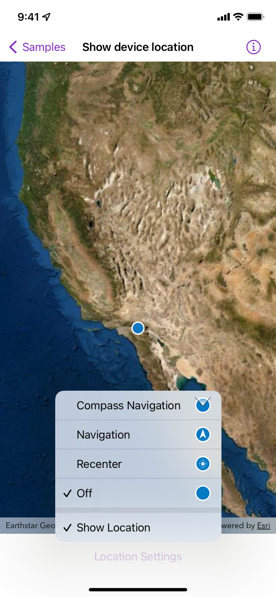 9:41
Samples
Show device location
Compass Navigation
Navigation
Recenter
Off
Show Location
Earthstar Geo
wered by Esri
Location Settings